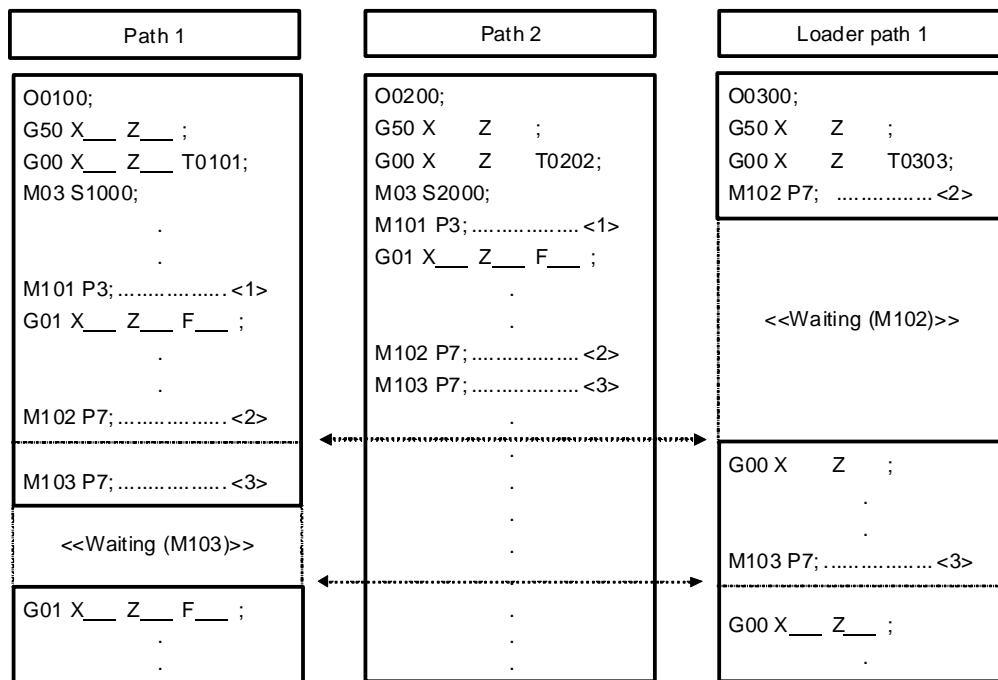 Path 1
O0100;
G50 X___ Z___ ;
G00 X___ Z___ T0101;
M03 S1000;
.
.
M101 P3; .................. <1>
G01 X___ Z___ F___ ;
.
.
M102 P7; .................. <2>
M103 P7; .................. <3>
<<Waiting (M103)>>
G01 X___ Z___ F___ ;
.
.
Path 2
O0200;
G50 X Z ;
G00 X Z T0202;
M03 S2000;
M101 P3; .................. <1>
G01 X___ Z___ F___ ;
.
.
M102 P7; .................. <2>
M103 P7; .................. <3>
.
.
.
.
.
.
.
.
.
Loader path 1
O0300;
G50 X Z ;
G00 X Z T0303;
M102 P7; ................ <2>
<<Waiting (M102)>>
G00 X Z ;
.
.
M103 P7; .................. <3>
G00 X___ Z___ ;
.